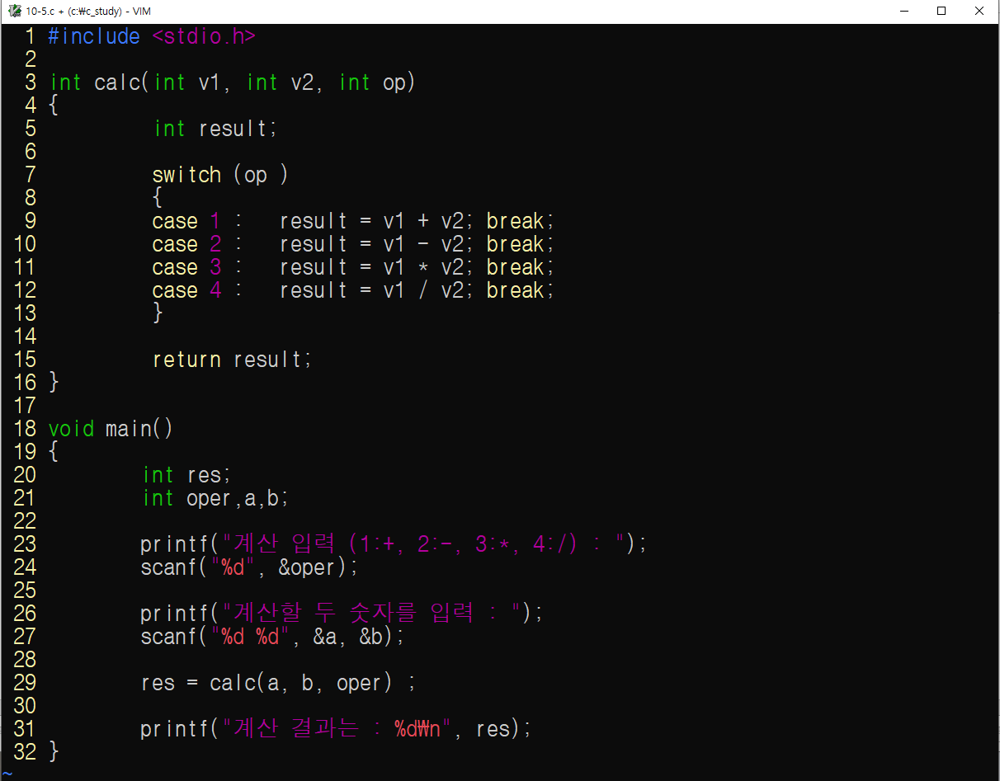 10-5.c + (c:₩c_study) - VIM
1 #include <stdio.h>
2
3 int calc(int v1, int v2, int op)
4 {
5         int result;
6
7         switch (op )
8         {
9         case 1 :   result = v1 + v2; break;
10         case 2 :   result = v1 - v2; break;
11         case 3 :   result = v1 * v2; break;
12         case 4 :   result = v1 / v2; break;
13         }
14
15         return result;
16 }
17
18 void main()
19 {
20         int res;
21         int oper,a,b;
22
23         printf("계산 입력 (1:+, 2:-, 3:*, 4:/) : ");
24         scanf("%d", &oper);
25
26         printf("계산할 두 숫자를 입력 : ");
27         scanf("%d %d", &a, &b);
28
29         res = calc(a, b, oper) ;
30
31         printf("계산 결과는 : %d₩n", res);
32 }
~